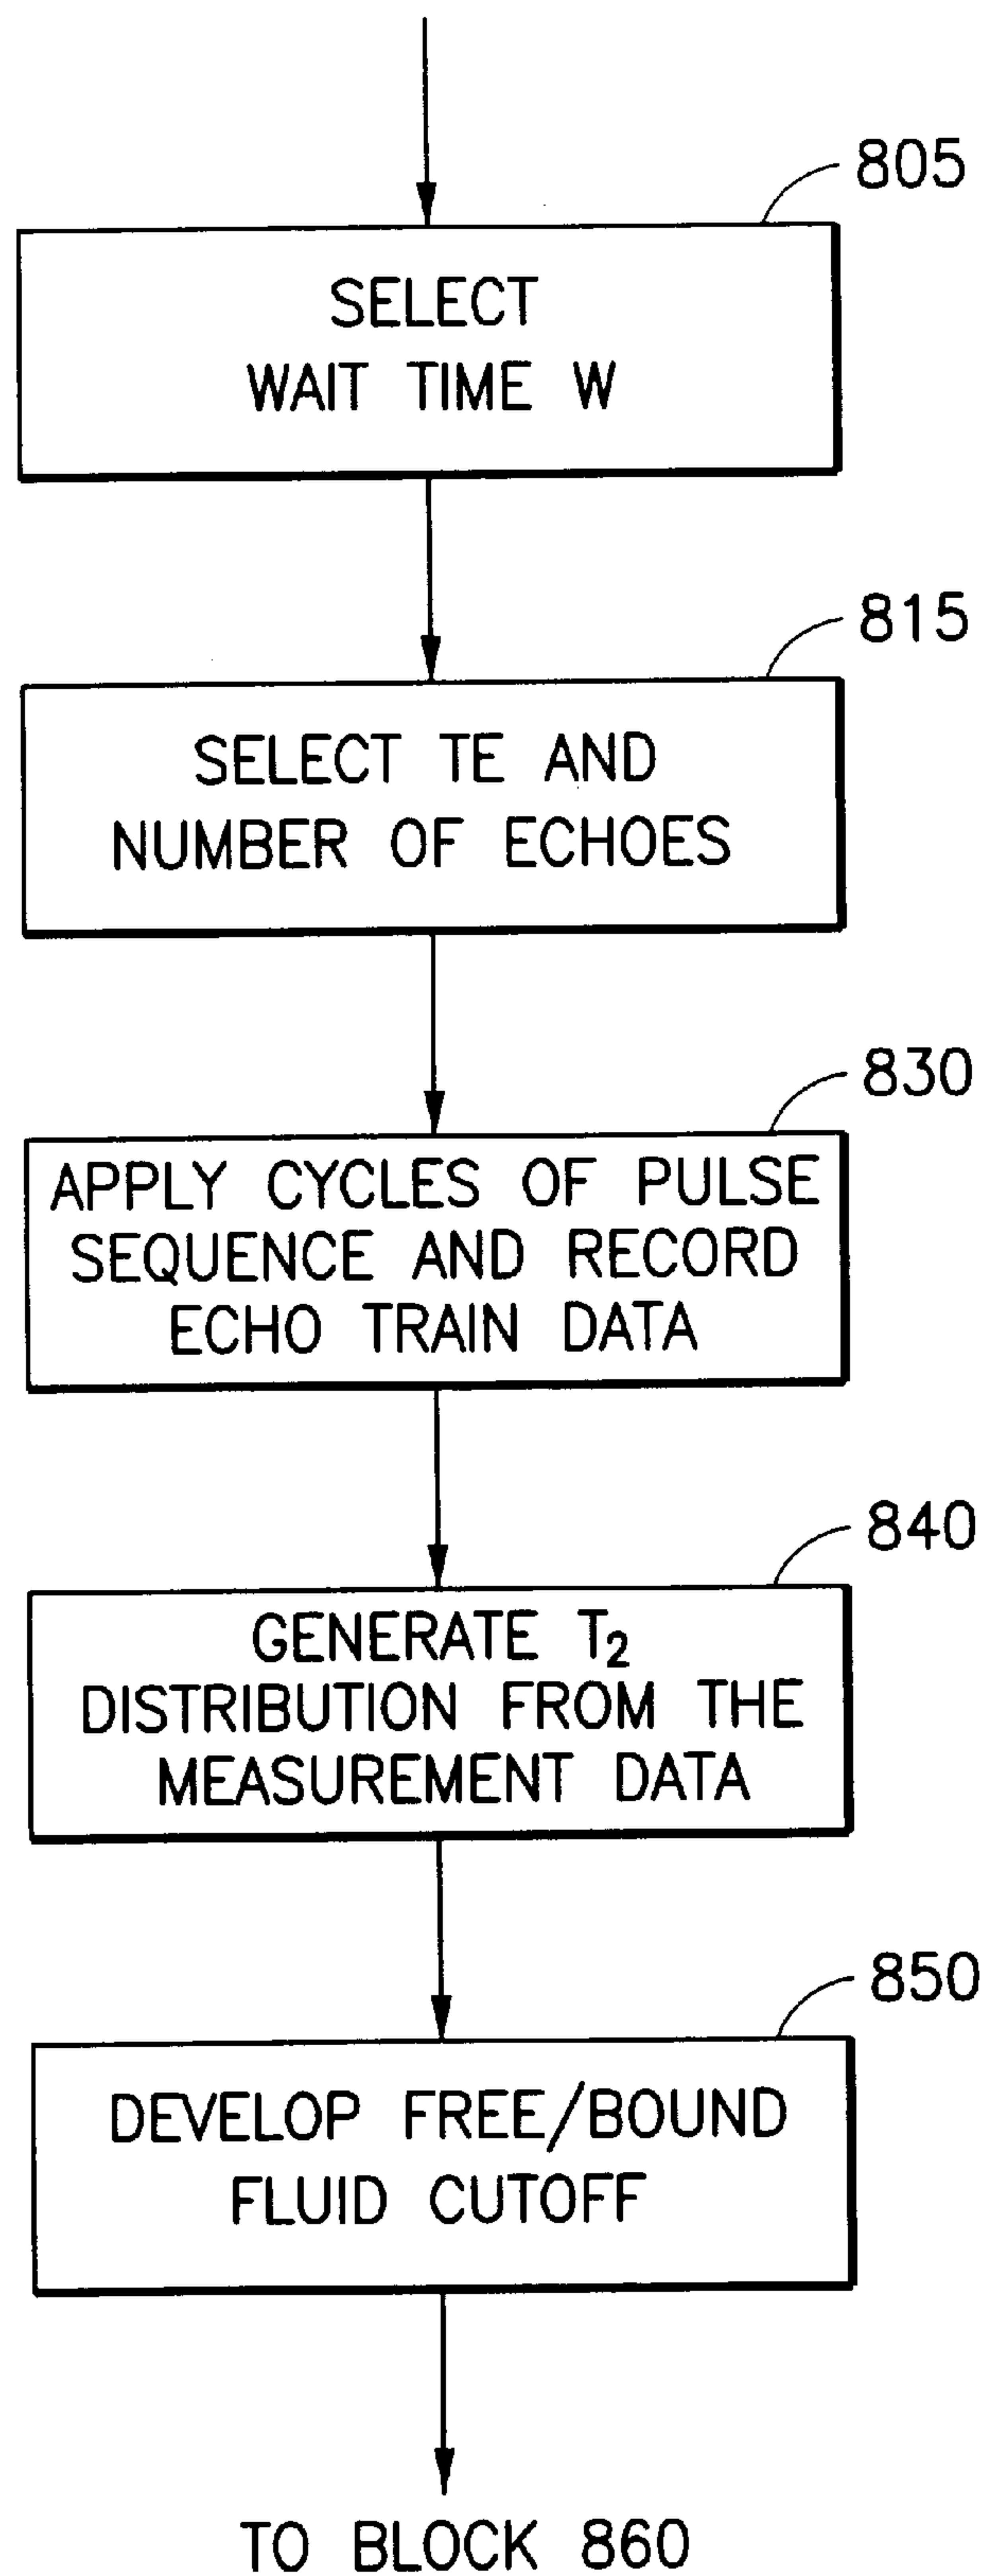 805
SELECT
WAIT TIME W
815
SELECT TE AND
NUMBER OF ECHOES
830
APPLY CYCLES OF PULSE
SEQUENCE AND RECORD
ECHO TRAIN DATA
840
GENERATE T₂
DISTRIBUTION FROM THE
MEASUREMENT DATA
850
DEVELOP FREE/BOUND
FLUID CUTOFF
TO BLOCK 860